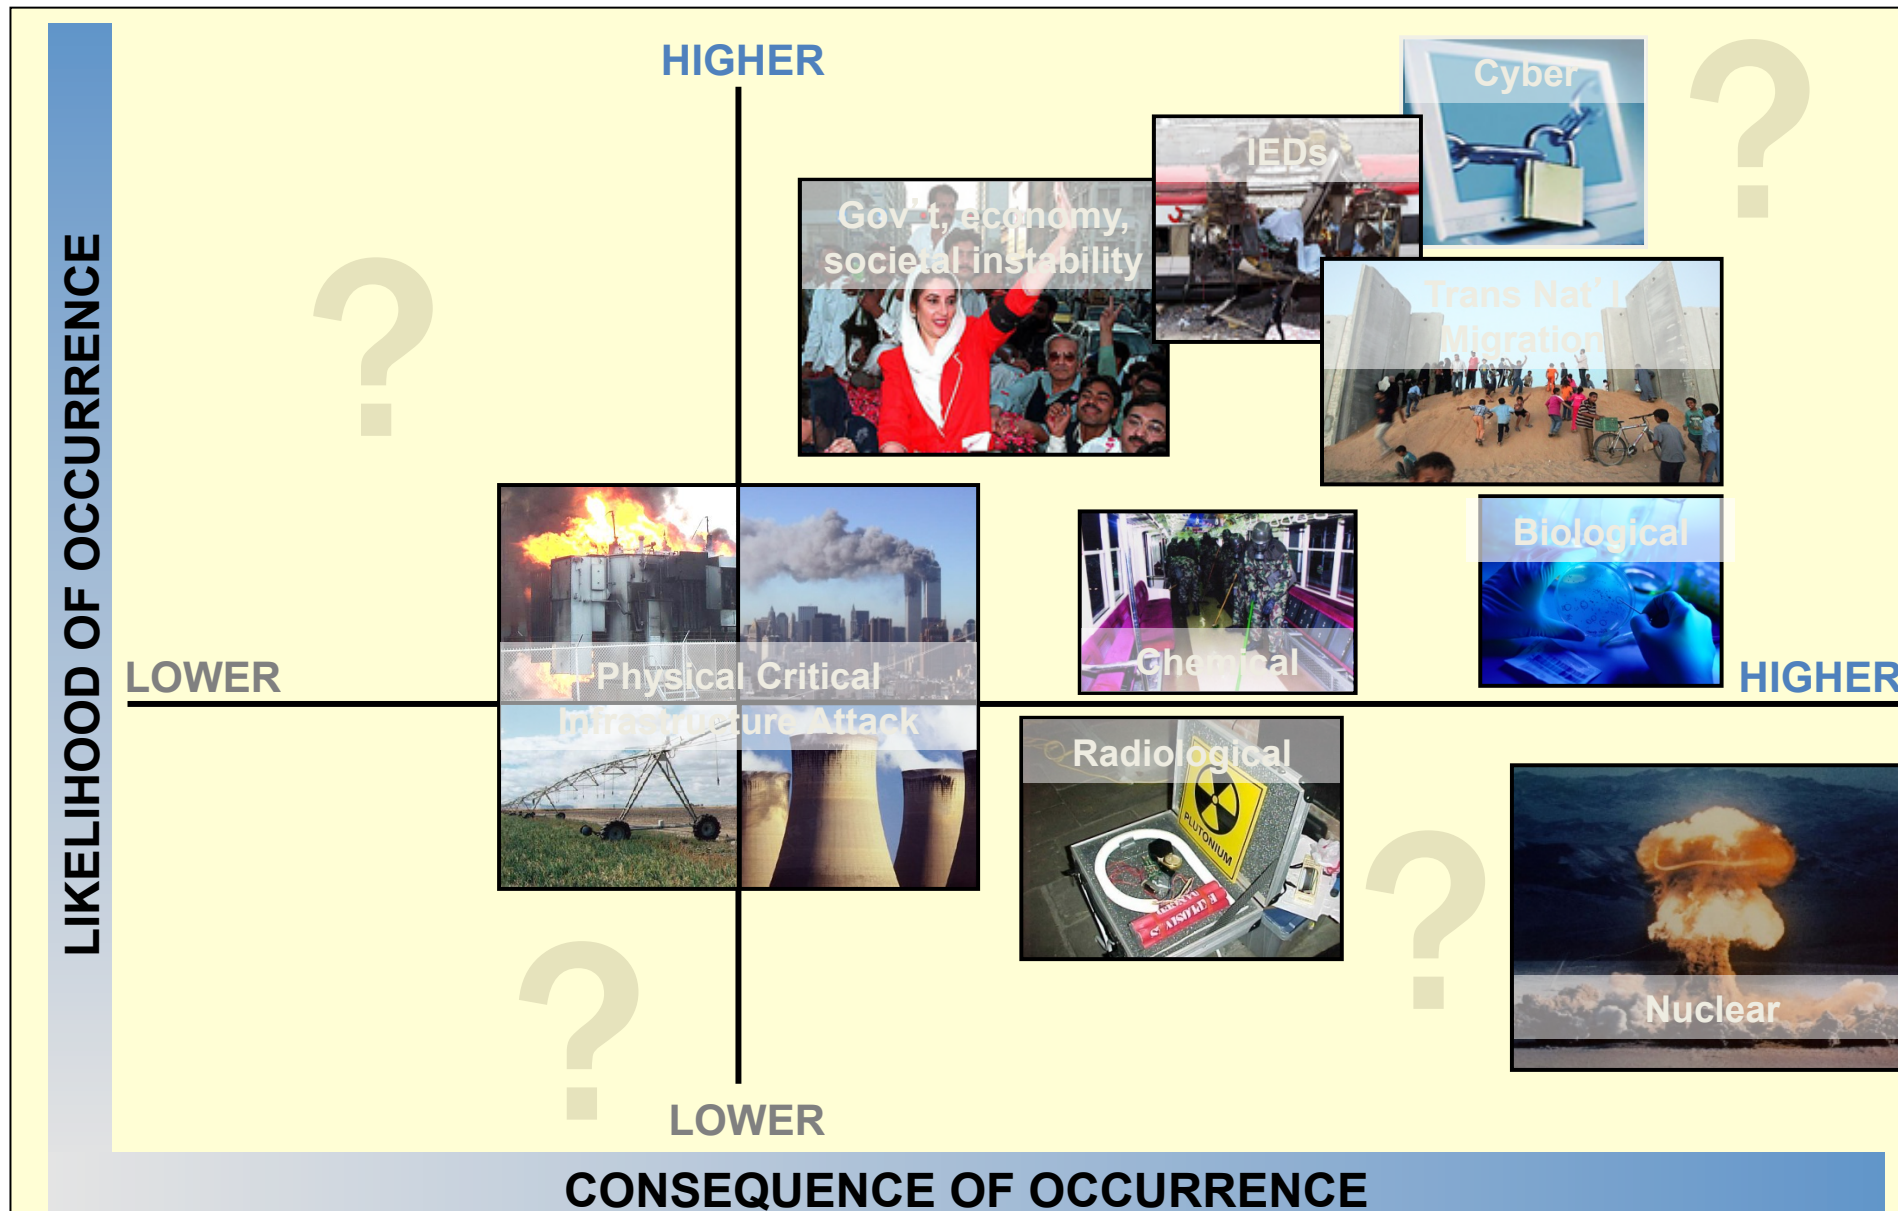 HIGHER
?
Cyber
IEDs
Gov’t, economy,
societal instability
?
Trans Nat’l
Migration
LIKELIHOOD OF OCCURRENCE
Biological
LOWER
Physical Critical
Infrastructure Attack
Chemical
HIGHER
Radiological
PLUTONIUM
?
?
Nuclear
LOWER
CONSEQUENCE OF OCCURRENCE